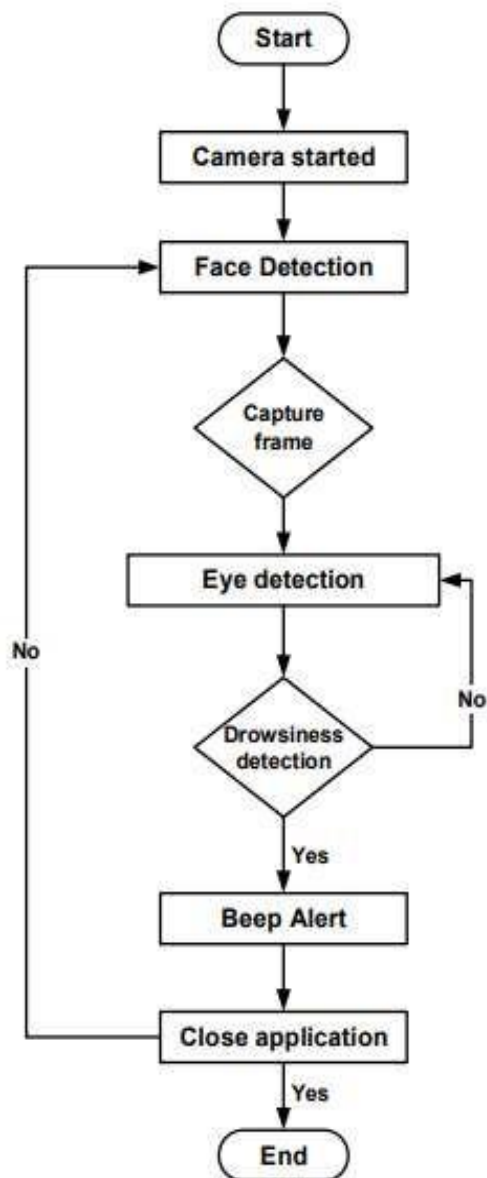 Start
Camera started
Face Detection
Capture
frame
Eye detection
No
No
Drowsiness
detection
Yes
Beep Alert
Close application
Yes
End